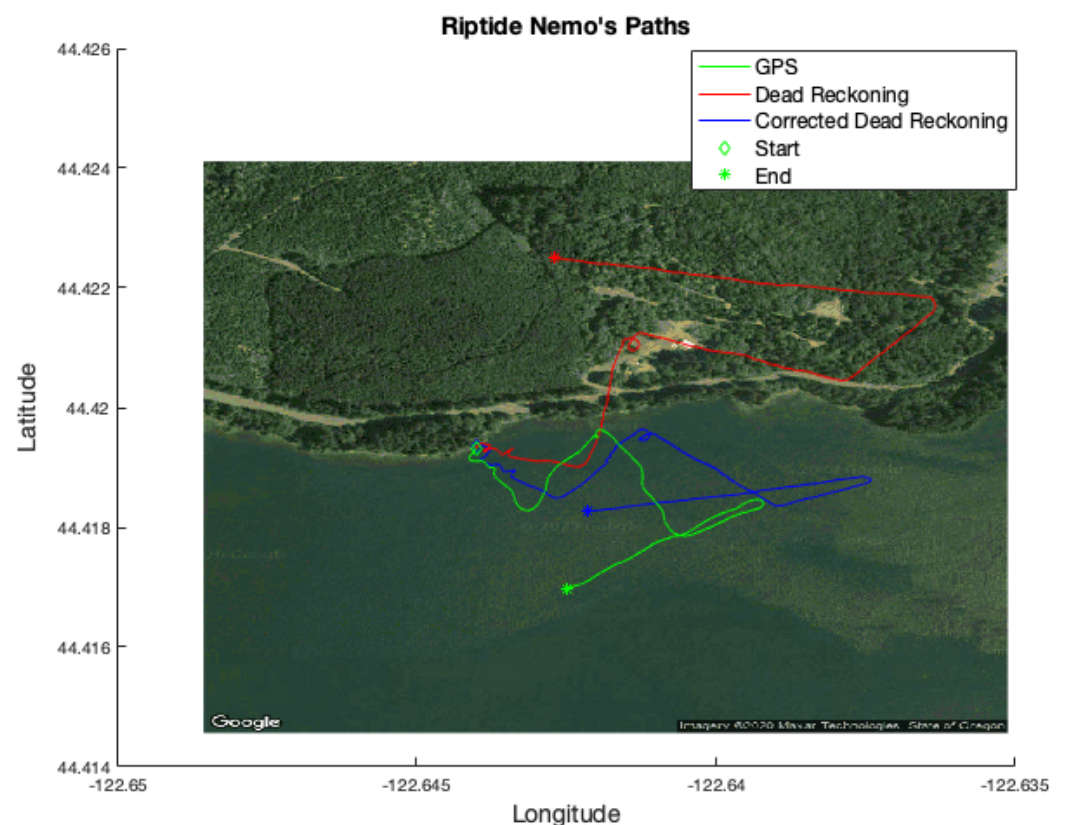 Riptide Nemo's Paths
44.426
44.424
44.422
44.42
44.418
44.416
44.414
Latitude
GPS
Dead Reckoning
Corrected Dead Reckoning
Start
End
Google
Imagery ©2020 Maxar Technologies, State of Oregon
-122.65
-122.645
-122.64
-122.635
Longitude